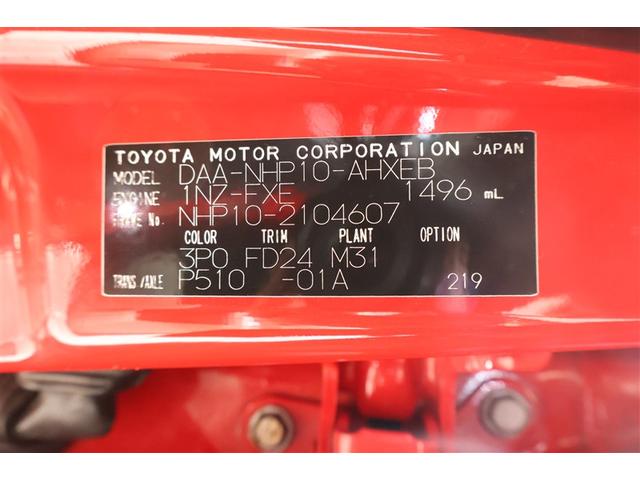 TOYOTA MOTOR CORPORATION JAPAN
MODEL DAA-NHP10-AHXEB
ENGINE 1NZ-FXE 1496 mL
FRAME No. NHP10-2104607
COLOR TRIM PLANT OPTION
3P0 FD24 M31
TRANS/AXLE P510 -01A 219